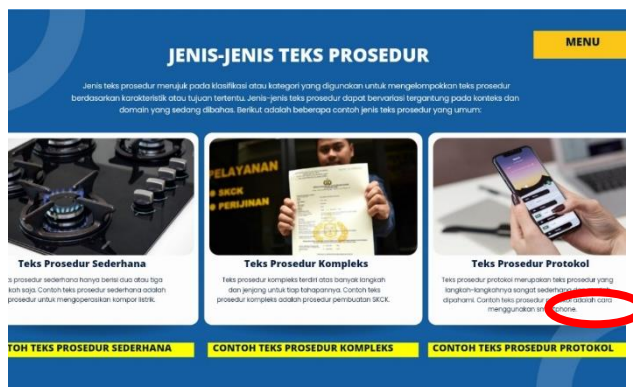 MENU
JENIS-JENIS TEKS PROSEDUR
Jenis teks prosedur merujuk pada klasifikasi atau kategori yang digunakan untuk mengelompokkan teks prosedur
berdasarkan karakteristik atau tujuan tertentu. Jenis-jenis teks prosedur dapat bervariasi tergantung pada konteks dan
domain yang sedang dibahas. Berikut adalah beberapa contoh jenis teks prosedur yang umum:
PELAYANAN
SKCK
PERIJINAN
Teks Prosedur Sederhana
s prosedur sederhana hanya berisi dua atau tiga
kah saja. Contoh teks prosedur sederhana adalah
prosedur untuk mengoperasikan kompor listrik.
TOH TEKS PROSEDUR SEDERHANA
Teks Prosedur Kompleks
Teks prosedur kompleks terdiri atas banyak langkah
dan jenjang untuk tiap tahapannya. Contoh teks
prosedur kompleks adalah prosedur pembuatan SKCK.
CONTOH TEKS PROSEDUR KOMPLEKS
Teks Prosedur Protokol
Teks prosedur protokol merupakan teks prosedur yang
langkah-langkahnya sangat sederhana
dipahami. Contoh teks prosedur adalah cara
menggunakan
CONTOH TEKS PROSEDUR PROTOKOL